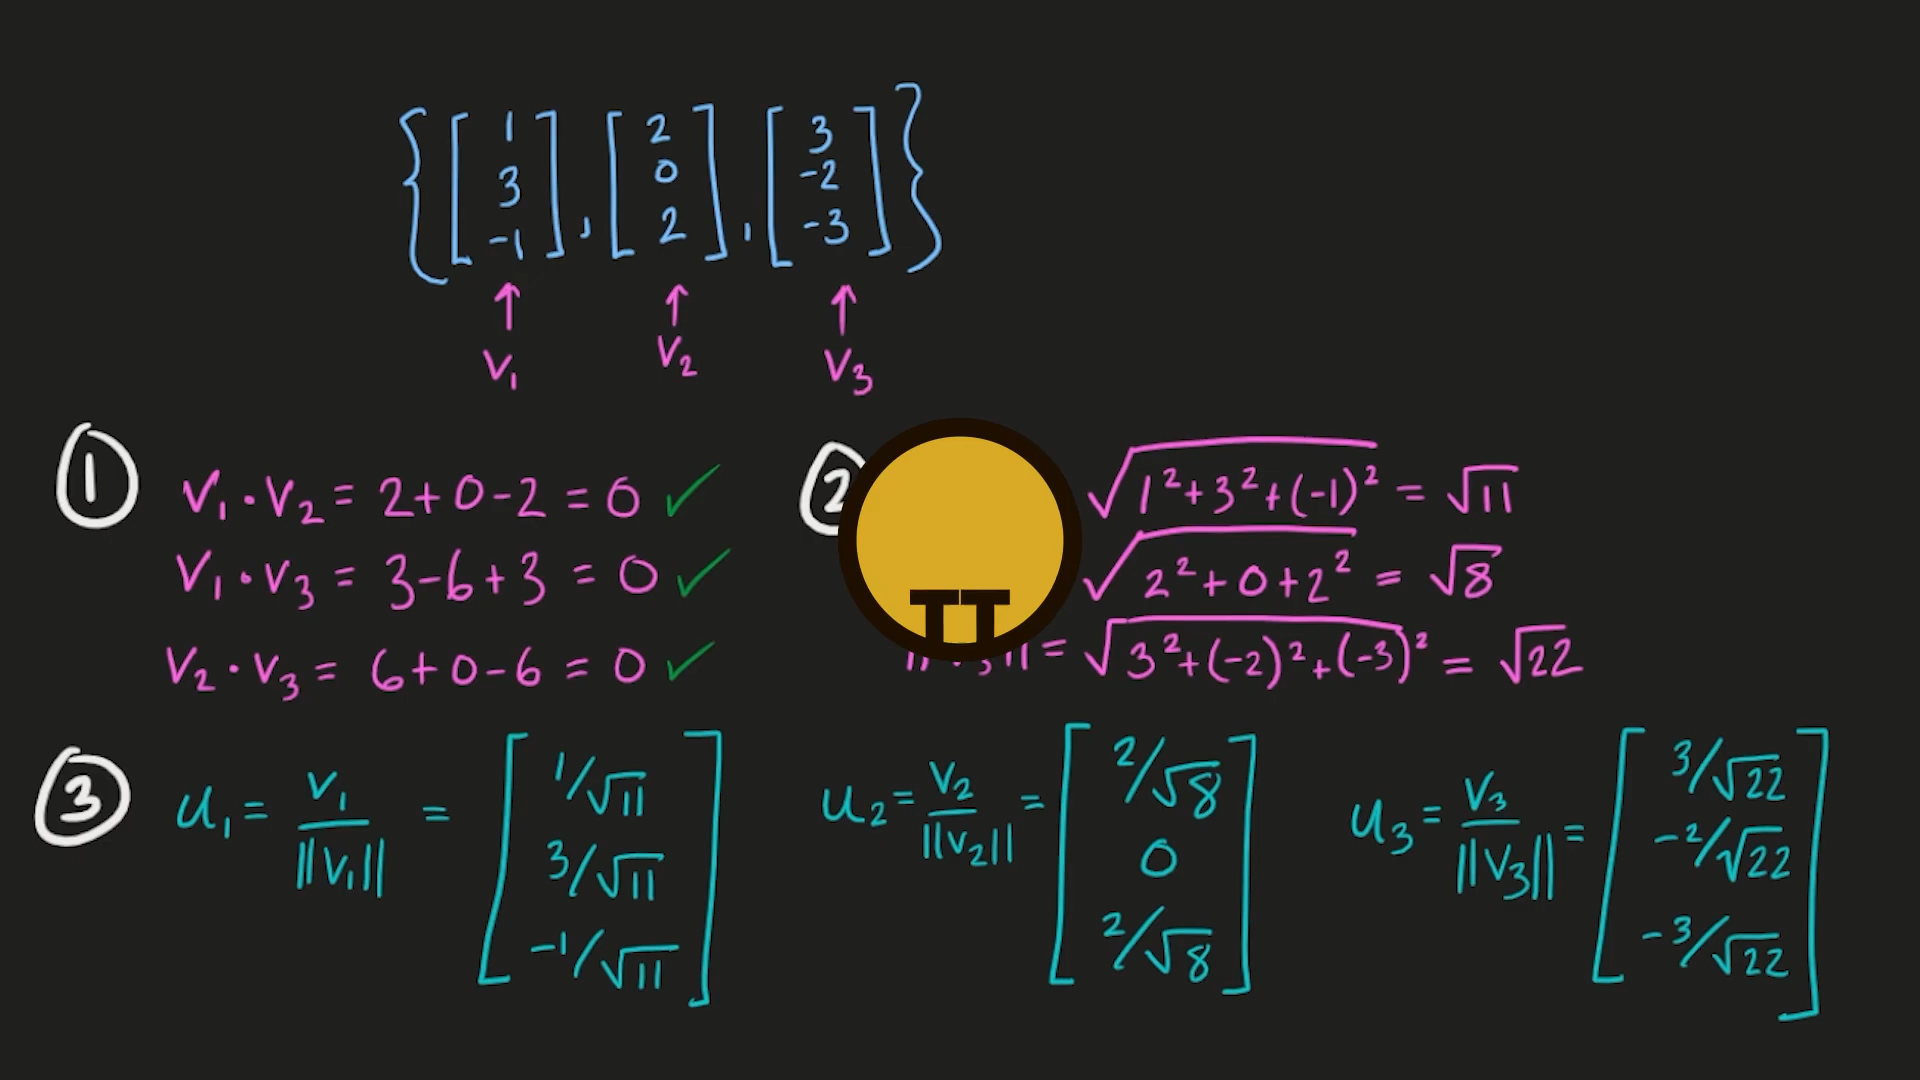 {[1 3 -1], [2 0 2], [3 -2 -3]}
↑ ↑ ↑
v₁ v₂ v₃
① v₁·v₂ = 2+0-2 = 0 ✓
v₁·v₃ = 3-6+3 = 0 ✓
v₂·v₃ = 6+0-6 = 0 ✓
② √(1²+3²+(-1)²) = √11
√(2²+0+2²) = √8
‖v₃‖ = √(3²+(-2)²+(-3)²) = √22
③ u₁ = v₁/‖v₁‖ = [1/√11 3/√11 -1/√11]
u₂ = v₂/‖v₂‖ = [2/√8 0 2/√8]
u₃ = v₃/‖v₃‖ = [3/√22 -2/√22 -3/√22]